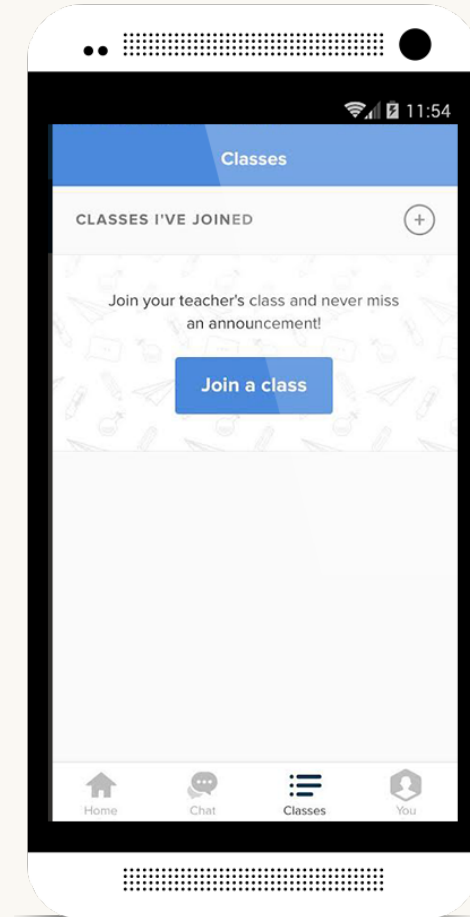 11:54
Classes
CLASSES I'VE JOINED
Join your teacher's class and never miss
an announcement!
Join a class
Home Chat Classes You